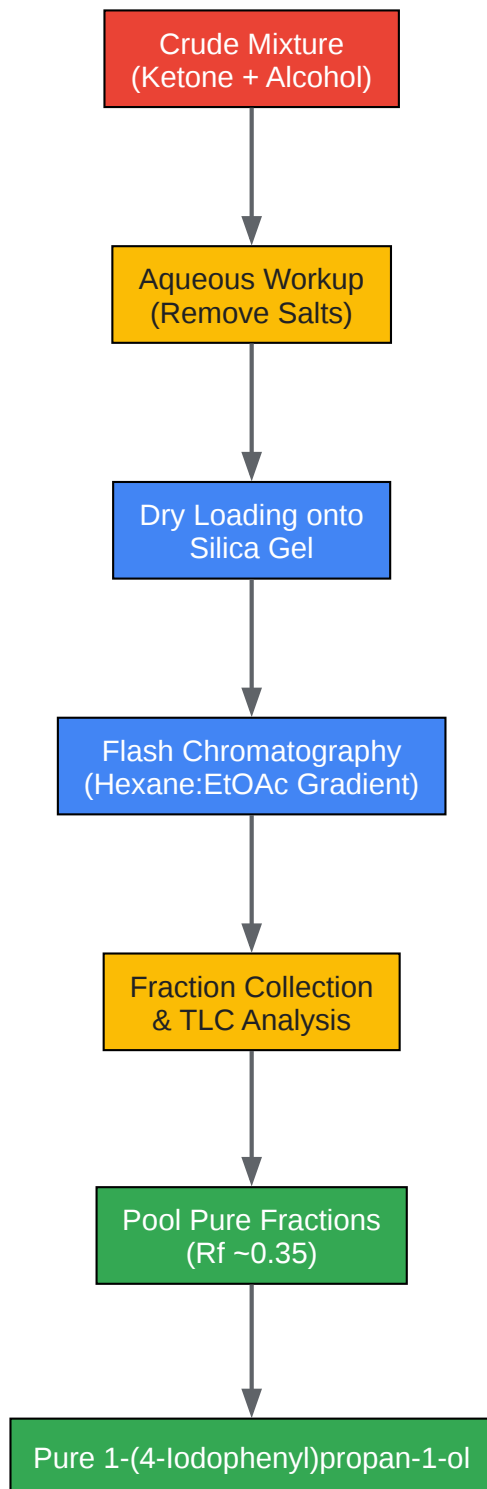 Crude Mixture
(Ketone + Alcohol)
Aqueous Workup
(Remove Salts)
Dry Loading onto
Silica Gel
Flash Chromatography
(Hexane:EtOAc Gradient)
Fraction Collection
& TLC Analysis
Pool Pure Fractions
(Rf ~0.35)
Pure 1-(4-Iodophenyl)propan-1-ol